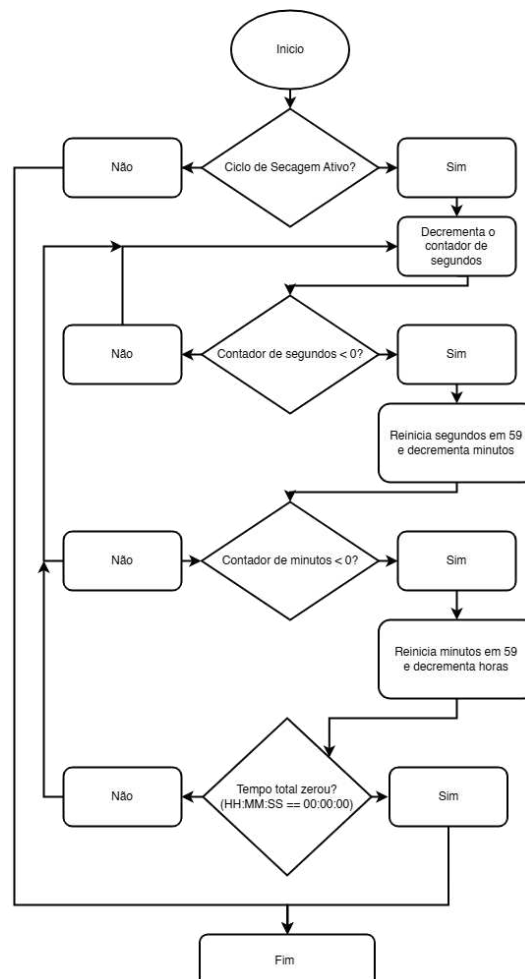 Inicio
Não
Ciclo de Secagem Ativo?
Sim
Decrementa o
contador de
segundos
Não
Contador de segundos < 0?
Sim
Reinicia segundos em 59
e decrementa minutos
Não
Contador de minutos < 0?
Sim
Reinicia minutos em 59
e decrementa horas
Não
Tempo total zerou?
(HH:MM:SS == 00:00:00)
Sim
Fim